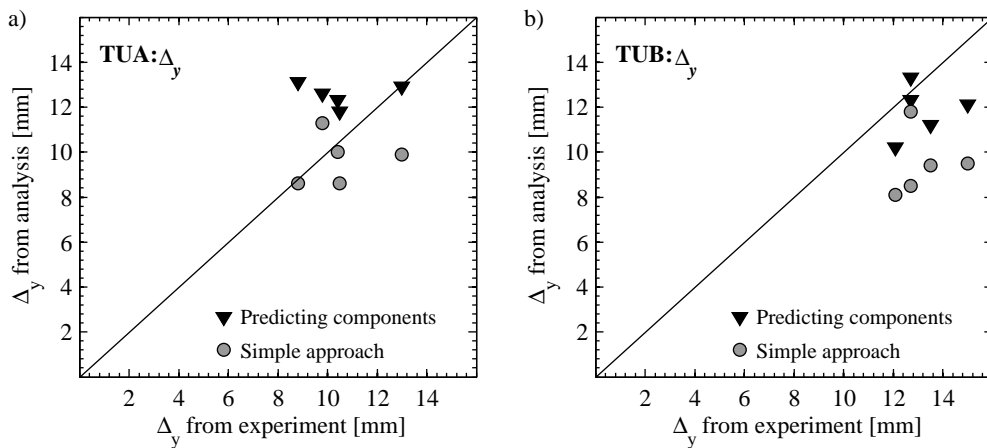 a)
TUA: Δy
14
12
10
8
6
4
2
Δy from analysis [mm]
Predicting components
Simple approach
2 4 6 8 10 12 14
Δy from experiment [mm]
b)
TUB: Δy
14
12
10
8
6
4
2
Δy from analysis [mm]
Predicting components
Simple approach
2 4 6 8 10 12 14
Δy from experiment [mm]